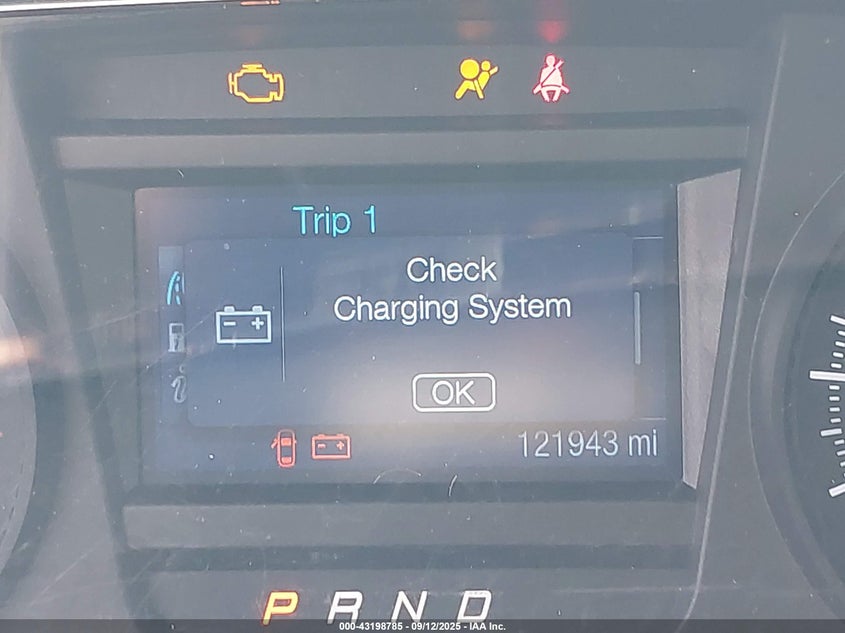 Trip 1
Check
Charging System
OK
121943 mi
P R N D
000-43198785 - 09/12/2025 - IAA Inc.